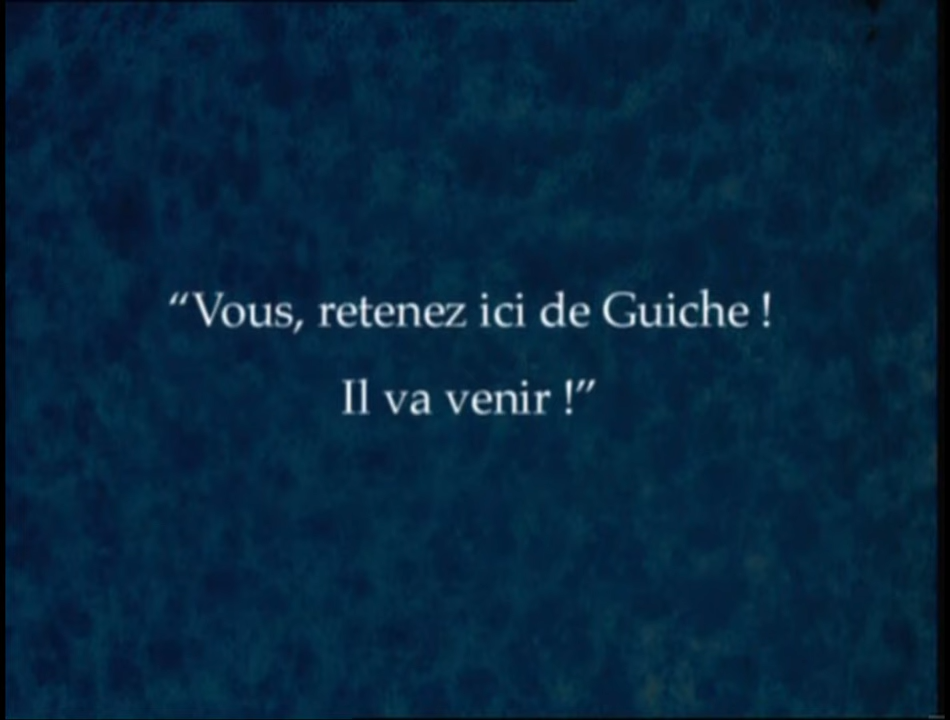 “Vous, retenez ici de Guiche !
Il va venir !”